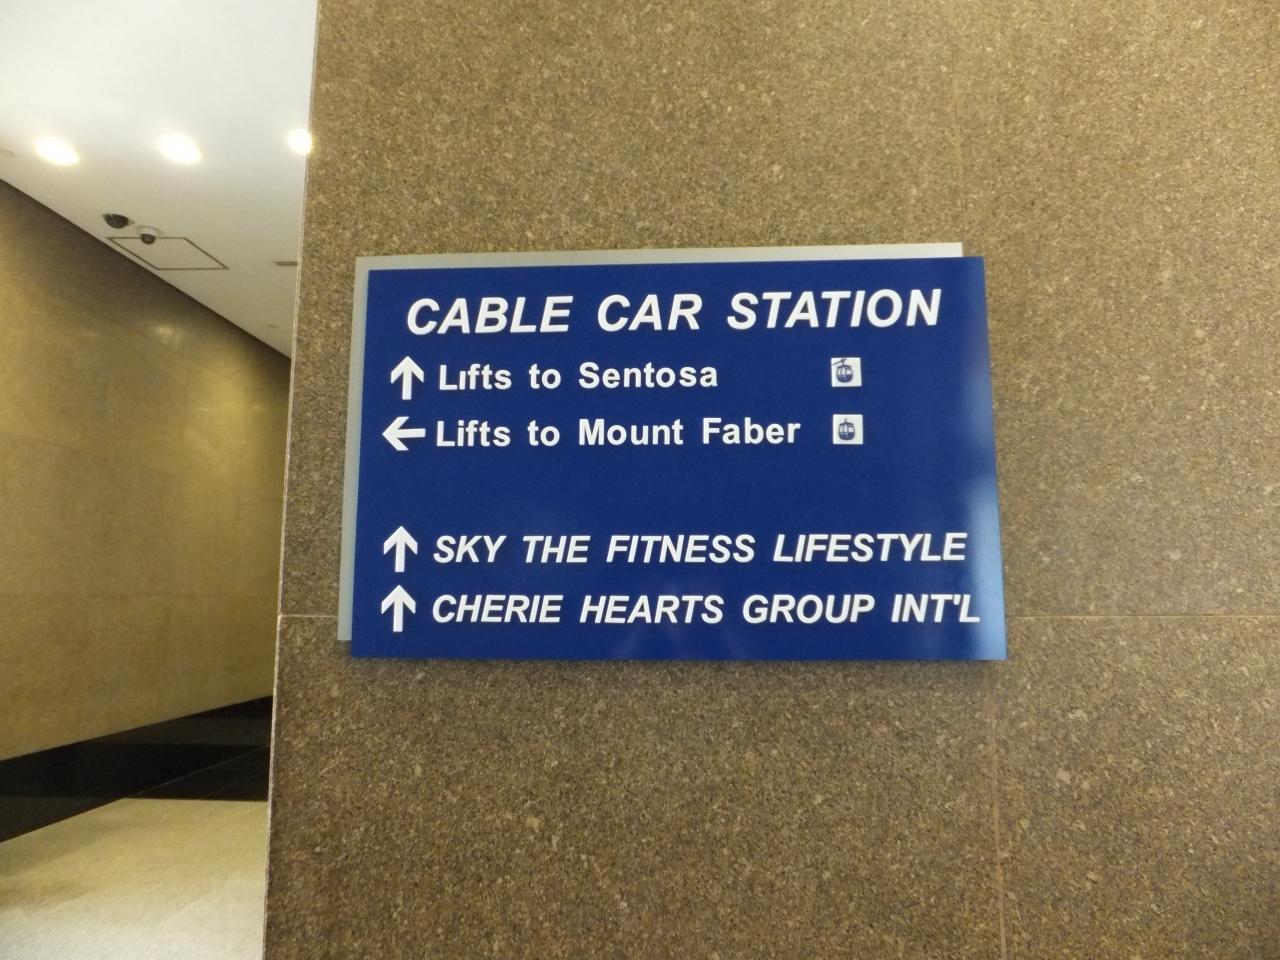 CABLE CAR STATION
Lifts to Sentosa
Lifts to Mount Faber
SKY THE FITNESS LIFESTYLE
CHERIE HEARTS GROUP INT'L